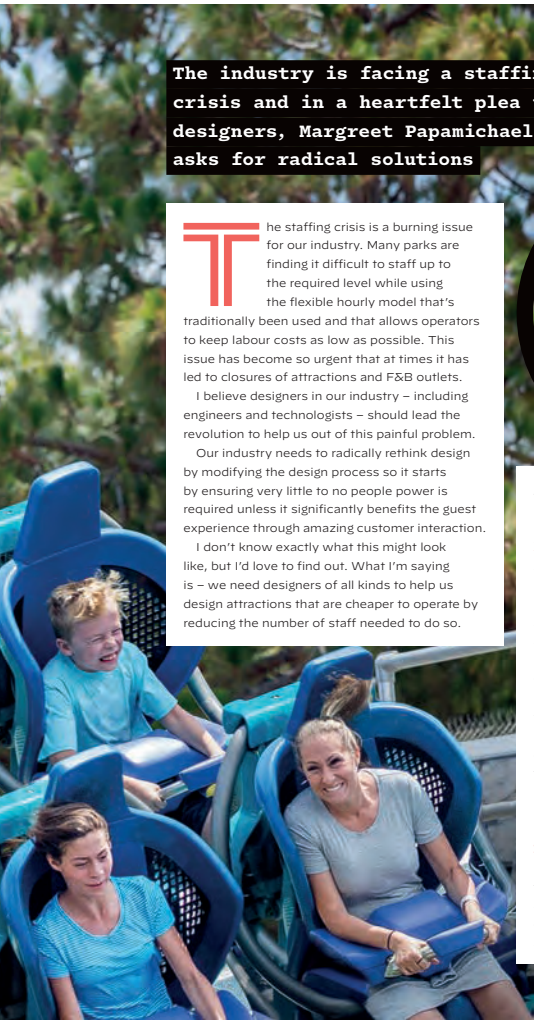 The industry is facing a staffi
crisis and in a heartfelt plea
designers, Margreet Papamichael
asks for radical solutions
The staffing crisis is a burning issue
for our industry. Many parks are
finding it difficult to staff up to
the required level while using
the flexible hourly model that's
traditionally been used and that allows operators
to keep labour costs as low as possible. This
issue has become so urgent that at times it has
led to closures of attractions and F&B outlets.
I believe designers in our industry – including
engineers and technologists – should lead the
revolution to help us out of this painful problem.
Our industry needs to radically rethink design
by modifying the design process so it starts
by ensuring very little to no people power is
required unless it significantly benefits the guest
experience through amazing customer interaction.
I don't know exactly what this might look
like, but I'd love to find out. What I'm saying
is – we need designers of all kinds to help us
design attractions that are cheaper to operate by
reducing the number of staff needed to do so.